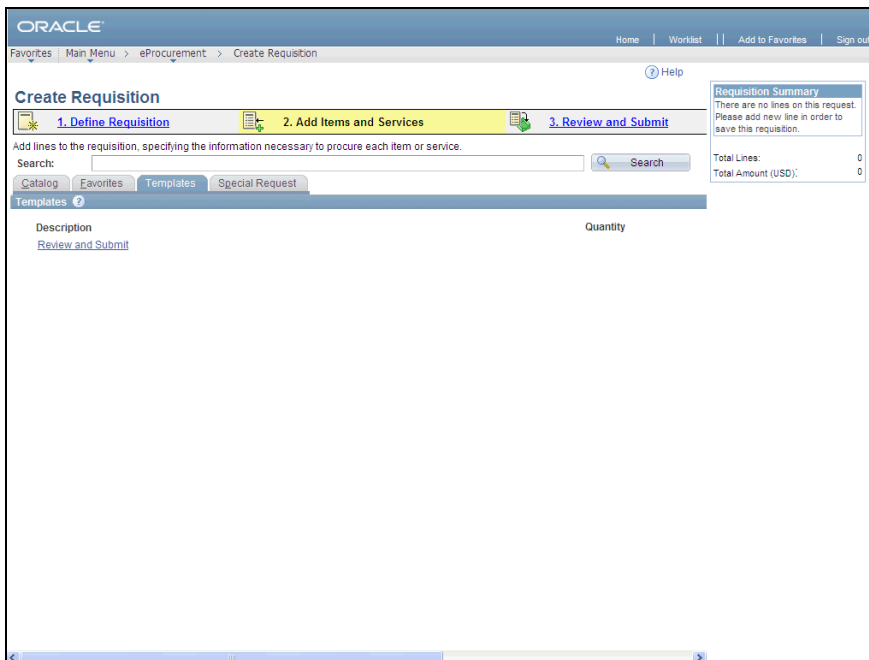 ORACLE
Home | Worklist | | Add to Favorites | Sign out
Favorites | Main Menu > eProcurement > Create Requisition
? Help
Create Requisition
1. Define Requisition 2. Add Items and Services 3. Review and Submit
Add lines to the requisition, specifying the information necessary to procure each item or service.
Search: Search
Catalog Favorites Templates Special Request
Templates ?
Description Quantity
Review and Submit
Requisition Summary
There are no lines on this request.
Please add new line in order to
save this requisition.
Total Lines: 0
Total Amount (USD): 0